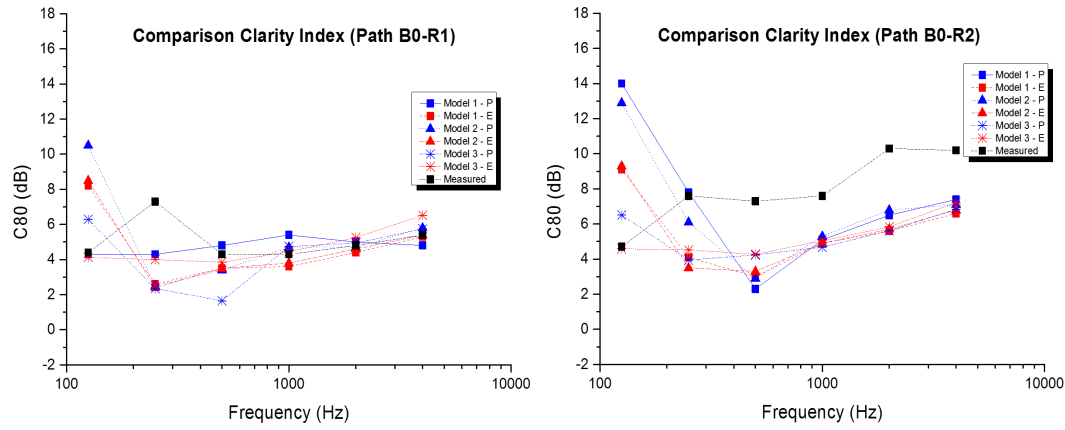 Comparison Clarity Index (Path B0-R1)
18
16
14
12
10
8
6
4
2
0
-2
C80 (dB)
Model 1 - P
Model 1 - E
Model 2 - P
Model 2 - E
Model 3 - P
Model 3 - E
Measured
100
1000
10000
Frequency (Hz)
Comparison Clarity Index (Path B0-R2)
18
16
14
12
10
8
6
4
2
0
-2
C80 (dB)
Model 1 - P
Model 1 - E
Model 2 - P
Model 2 - E
Model 3 - P
Model 3 - E
Measured
100
1000
10000
Frequency (Hz)